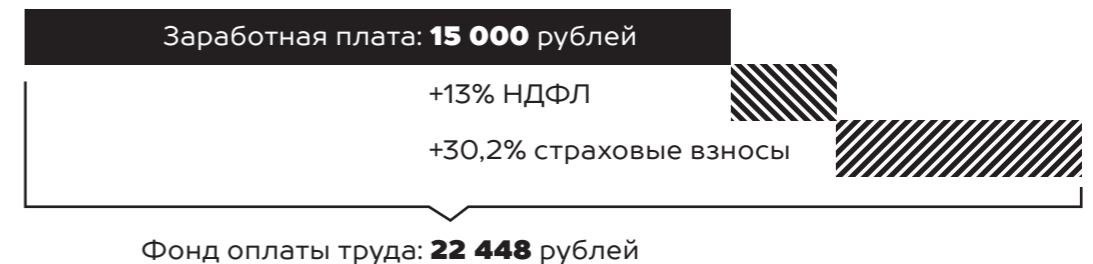 Заработная плата: 15 000 рублей
+13% НДФЛ
+30,2% страховые взносы
Фонд оплаты труда: 22 448 рублей